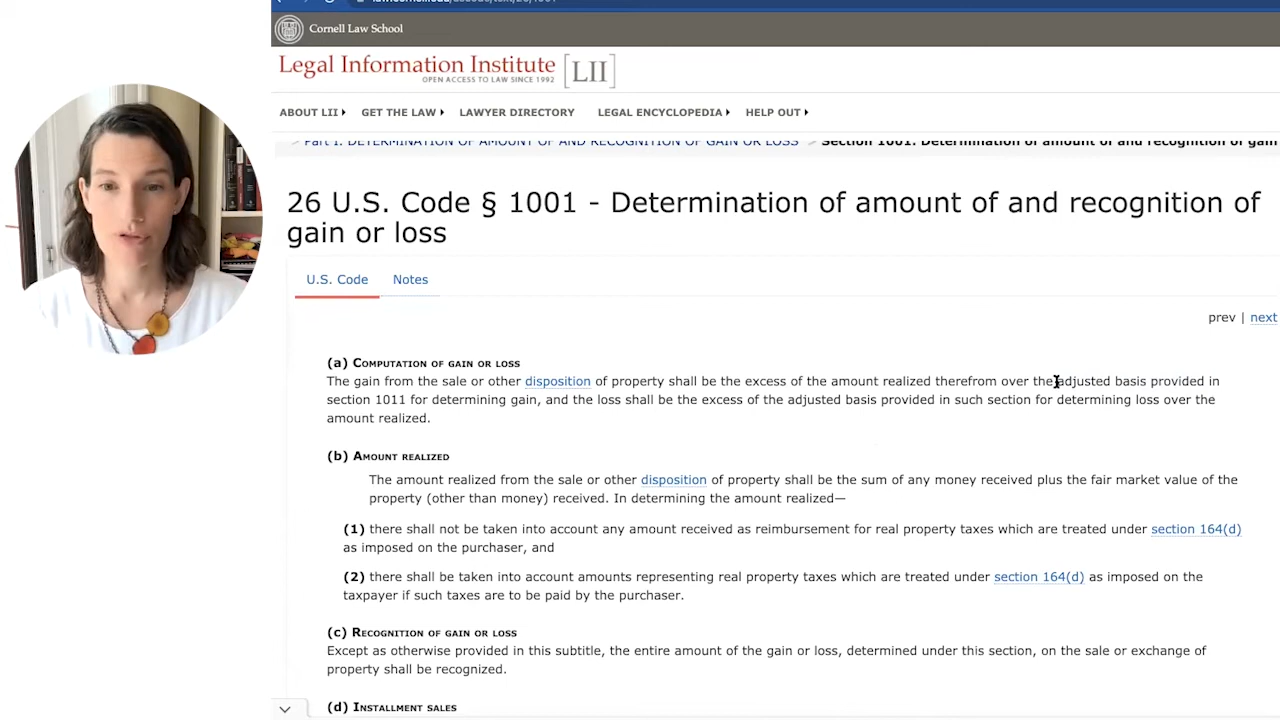 Cornell Law School
Legal Information Institute [LII]
OPEN ACCESS TO LAW SINCE 1992
ABOUT LII GET THE LAW LAWYER DIRECTORY LEGAL ENCYCLOPEDIA HELP OUT
> Part I. DETERMINATION OF AMOUNT OF AND RECOGNITION OF GAIN OR LOSS > Section 1001. Determination of amount of and recognition of gain
26 U.S. Code § 1001 - Determination of amount of and recognition of
gain or loss
U.S. Code Notes
prev | next
(a) Computation of gain or loss
The gain from the sale or other disposition of property shall be the excess of the amount realized therefrom over the adjusted basis provided in
section 1011 for determining gain, and the loss shall be the excess of the adjusted basis provided in such section for determining loss over the
amount realized.
(b) Amount realized
The amount realized from the sale or other disposition of property shall be the sum of any money received plus the fair market value of the
property (other than money) received. In determining the amount realized—
(1) there shall not be taken into account any amount received as reimbursement for real property taxes which are treated under section 164(d)
as imposed on the purchaser, and
(2) there shall be taken into account amounts representing real property taxes which are treated under section 164(d) as imposed on the
taxpayer if such taxes are to be paid by the purchaser.
(c) Recognition of gain or loss
Except as otherwise provided in this subtitle, the entire amount of the gain or loss, determined under this section, on the sale or exchange of
property shall be recognized.
(d) Installment sales